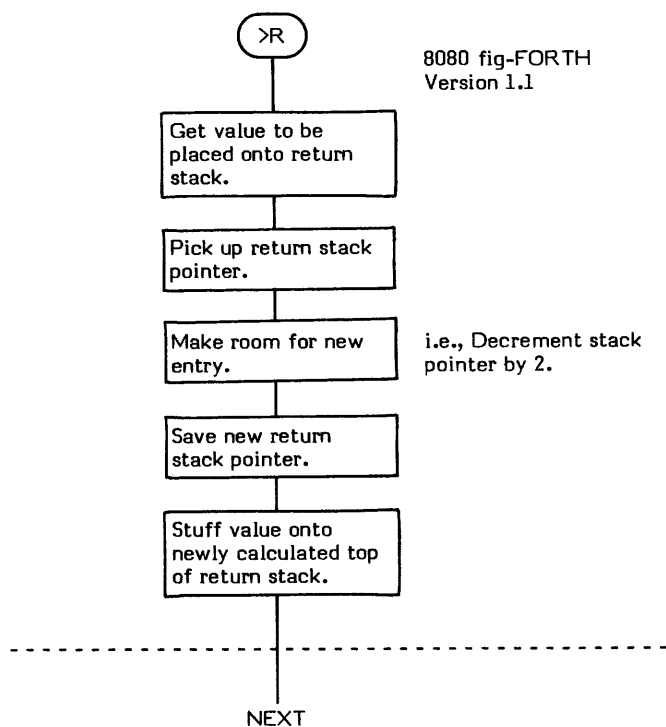 >R
8080 fig-FORTH
Version 1.1
Get value to be
placed onto return
stack.
Pick up return stack
pointer.
Make room for new
entry.
i.e., Decrement stack
pointer by 2.
Save new return
stack pointer.
Stuff value onto
newly calculated top
of return stack.
NEXT